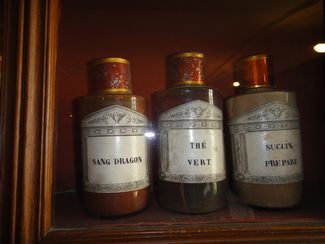 SANG DRAGON
THÉ
VERT
SUCCIN
PRÉPARÉ